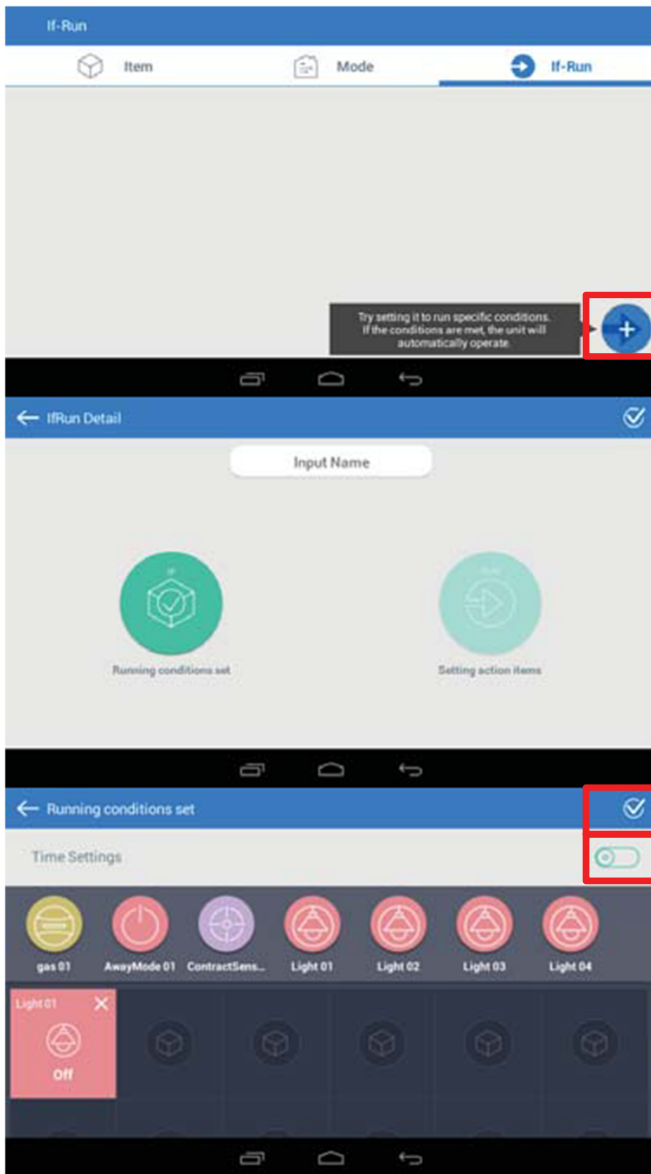 If-Run
Item
Mode
If-Run
Try setting it to run specific conditions.
If the conditions are met, the unit will
automatically operate.
IfRun Detail
Input Name
IF
Running conditions set
RUN
Setting action items
Running conditions set
Time Settings
gas 01
AwayMode 01
ContractSens...
Light 01
Light 02
Light 03
Light 04
Light 01
Off